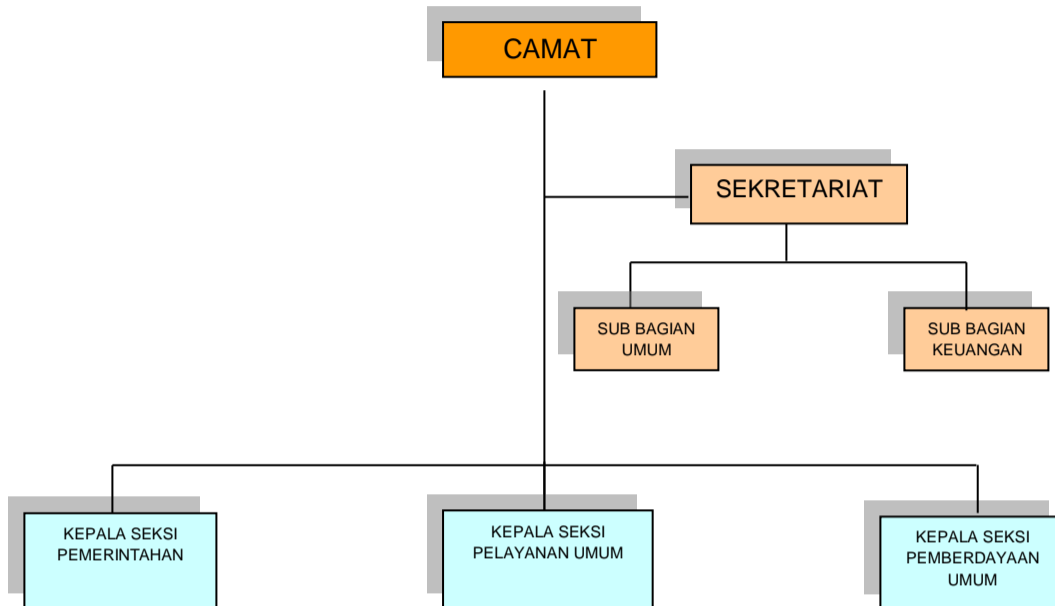 CAMAT
SEKRETARIAT
SUB BAGIAN
UMUM
SUB BAGIAN
KEUANGAN
KEPALA SEKSI
PEMERINTAHAN
KEPALA SEKSI
PELAYANAN UMUM
KEPALA SEKSI
PEMBERDAYAAN
UMUM